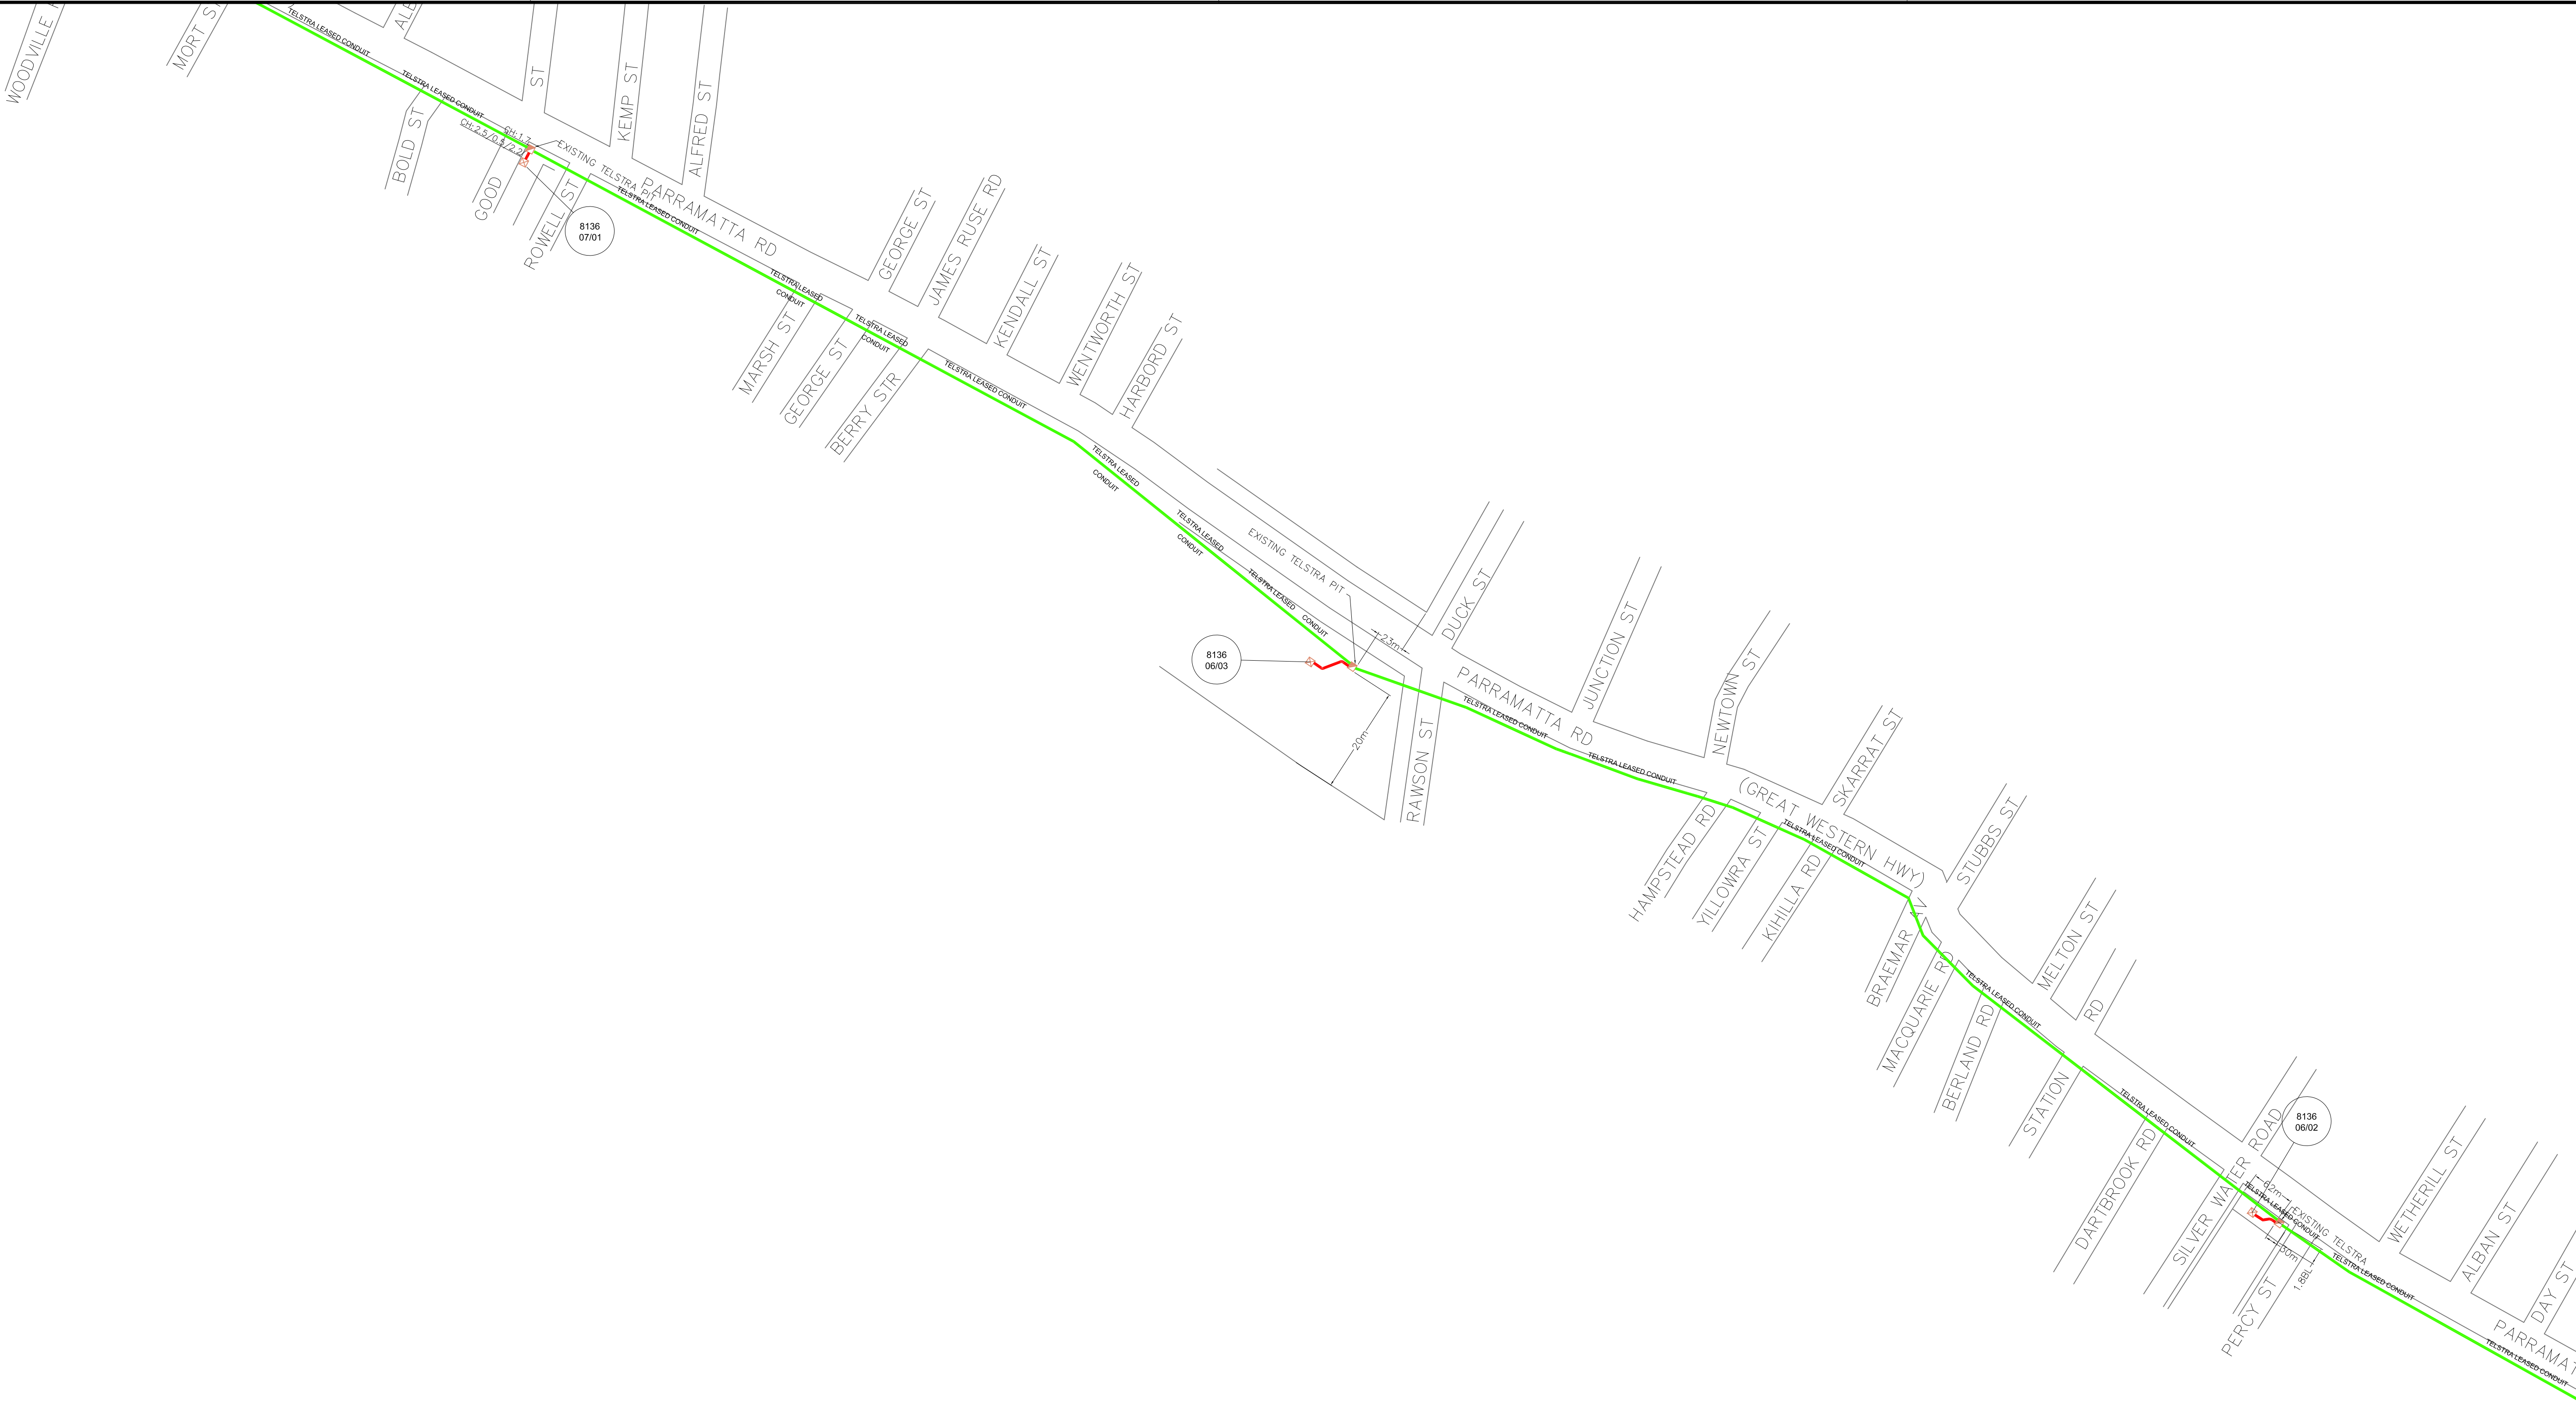 WOODVILLE
MORT ST
TELSTRA LEASED CONDUIT
ALB
TELSTRA LEASED CONDUIT
BOLD ST
ST
KEMP ST
ALFRED ST
CH:1.7
CH:2.5/0.5/2.2
GOOD
EXISTING TELSTRA PIT
ROWELL ST
8136
07/01
PARRAMATTA RD
TELSTRA LEASED CONDUIT
GEORGE ST
JAMES RUSE RD
KENDALL ST
WENTWORTH ST
HARBORD ST
TELSTRA LEASED
CONDUIT
MARSH ST
TELSTRA LEASED
CONDUIT
GEORGE ST
BERRY STR
TELSTRA LEASED CONDUIT
TELSTRA LEASED
CONDUIT
TELSTRA LEASED
CONDUIT
EXISTING TELSTRA PIT
TELSTRA LEASED
CONDUIT
23m
8136
06/03
20m
DUCK ST
RAWSON ST
PARRAMATTA RD
TELSTRA LEASED CONDUIT
JUNCTION ST
TELSTRA LEASED CONDUIT
NEWTOWN ST
SKARRAT ST
(GREAT WESTERN HWY)
TELSTRA LEASED CONDUIT
HAMPSTEAD RD
YILLOWRA ST
KIHILLA RD
STUBBS ST
BRAEMAR AV
MACQUARIE RD
TELSTRA LEASED CONDUIT
BERLAND RD
MELTON ST
STATION
RD
TELSTRA LEASED CONDUIT
DARTBROOK RD
SILVER WATER ROAD
8136
06/02
62m
TELSTRA LEASED CONDUIT
EXISTING TELSTRA
30m
1.8BL
PERCY ST
TELSTRA LEASED CONDUIT
WETHERILL ST
ALBAN ST
DAY ST
PARRAMAT
TELSTRA LEASED CONDUIT